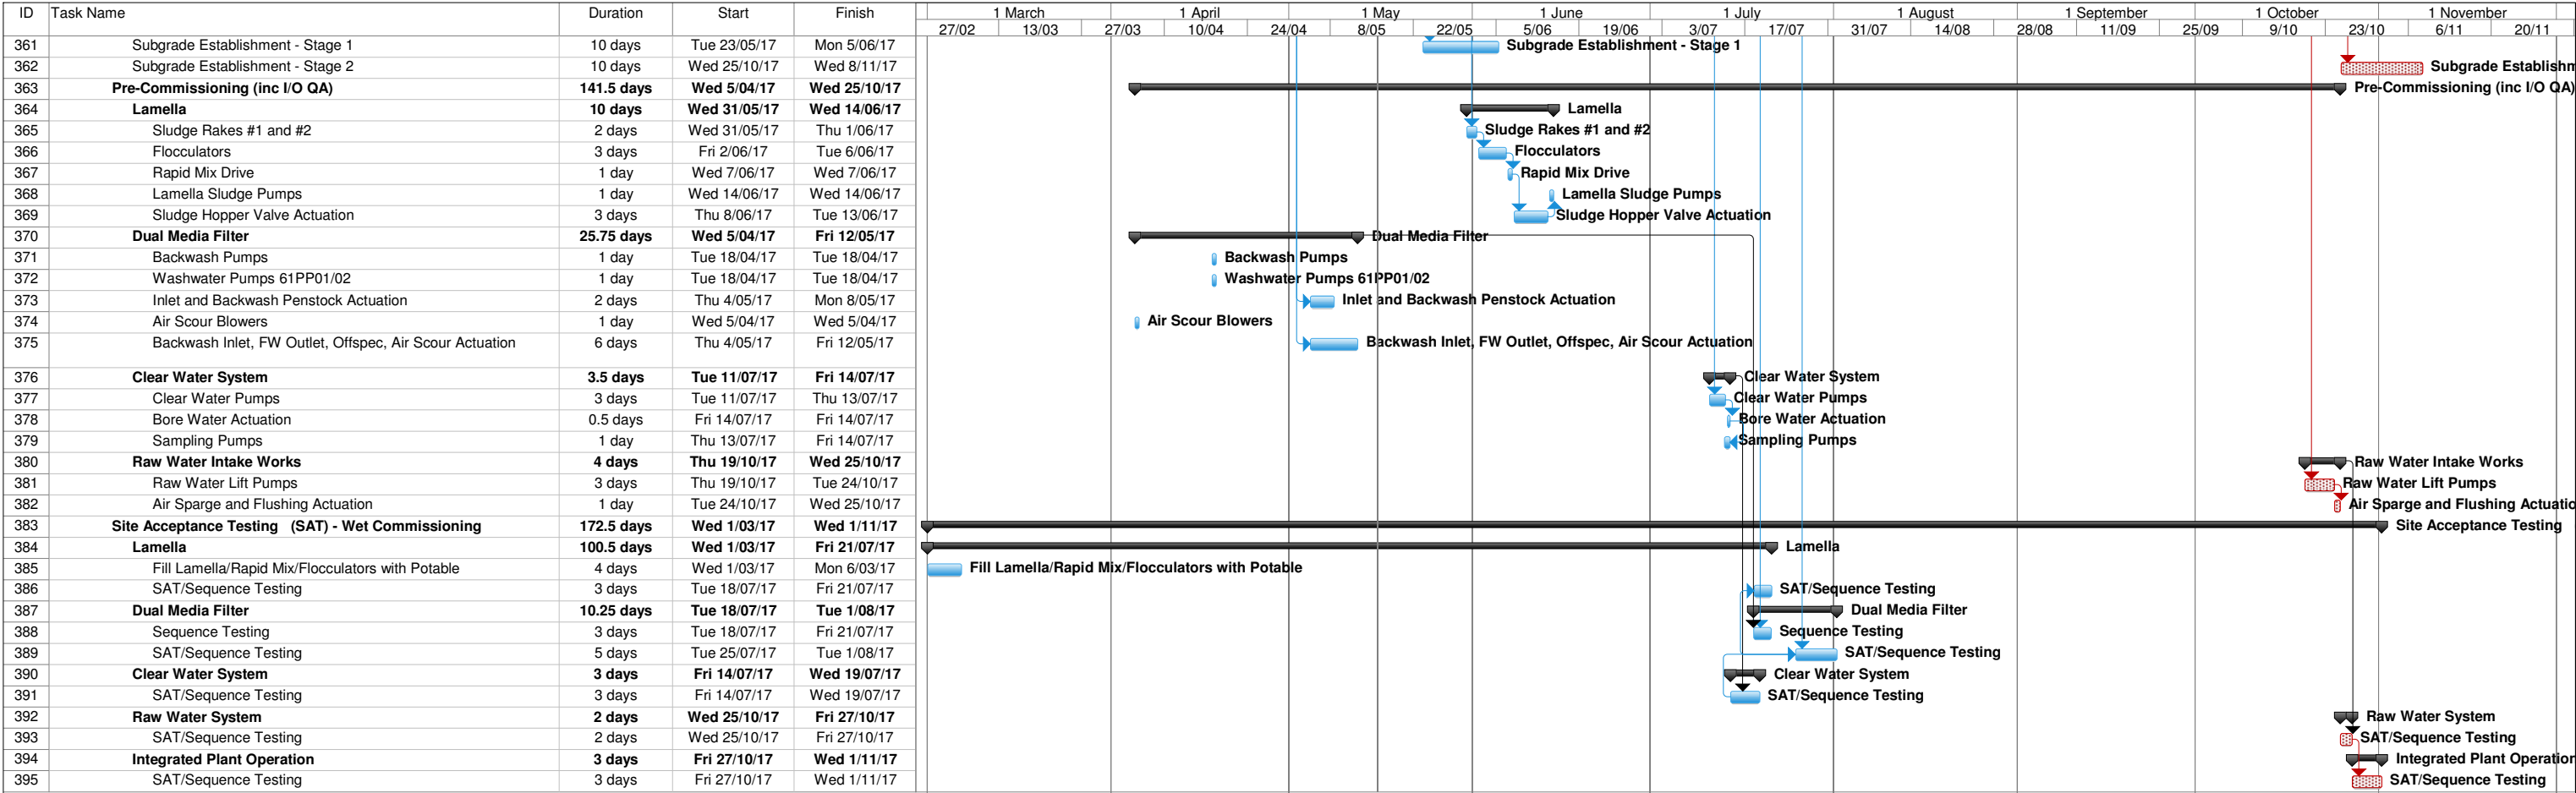 ID Task Name Duration Start Finish 1 March 1 April 1 May 1 June 1 July 1 August 1 September 1 October 1 November
27/02 13/03 27/03 10/04 24/04 8/05 22/05 5/06 19/06 3/07 17/07 31/07 14/08 28/08 11/09 25/09 9/10 23/10 6/11 20/11
361 Subgrade Establishment - Stage 1 10 days Tue 23/05/17 Mon 5/06/17 Subgrade Establishment - Stage 1
362 Subgrade Establishment - Stage 2 10 days Wed 25/10/17 Wed 8/11/17 Subgrade Establishm
363 Pre-Commissioning (inc I/O QA) 141.5 days Wed 5/04/17 Wed 25/10/17 Pre-Commissioning (inc I/O QA)
364 Lamella 10 days Wed 31/05/17 Wed 14/06/17 Lamella
365 Sludge Rakes #1 and #2 2 days Wed 31/05/17 Thu 1/06/17 Sludge Rakes #1 and #2
366 Flocculators 3 days Fri 2/06/17 Tue 6/06/17 Flocculators
367 Rapid Mix Drive 1 day Wed 7/06/17 Wed 7/06/17 Rapid Mix Drive
368 Lamella Sludge Pumps 1 day Wed 14/06/17 Wed 14/06/17 Lamella Sludge Pumps
369 Sludge Hopper Valve Actuation 3 days Thu 8/06/17 Tue 13/06/17 Sludge Hopper Valve Actuation
370 Dual Media Filter 25.75 days Wed 5/04/17 Fri 12/05/17 Dual Media Filter
371 Backwash Pumps 1 day Tue 18/04/17 Tue 18/04/17 Backwash Pumps
372 Washwater Pumps 61PP01/02 1 day Tue 18/04/17 Tue 18/04/17 Washwater Pumps 61PP01/02
373 Inlet and Backwash Penstock Actuation 2 days Thu 4/05/17 Mon 8/05/17 Inlet and Backwash Penstock Actuation
374 Air Scour Blowers 1 day Wed 5/04/17 Wed 5/04/17 Air Scour Blowers
375 Backwash Inlet, FW Outlet, Offspec, Air Scour Actuation 6 days Thu 4/05/17 Fri 12/05/17 Backwash Inlet, FW Outlet, Offspec, Air Scour Actuation
376 Clear Water System 3.5 days Tue 11/07/17 Fri 14/07/17 Clear Water System
377 Clear Water Pumps 3 days Tue 11/07/17 Thu 13/07/17 Clear Water Pumps
378 Bore Water Actuation 0.5 days Fri 14/07/17 Fri 14/07/17 Bore Water Actuation
379 Sampling Pumps 1 day Thu 13/07/17 Fri 14/07/17 Sampling Pumps
380 Raw Water Intake Works 4 days Thu 19/10/17 Wed 25/10/17 Raw Water Intake Works
381 Raw Water Lift Pumps 3 days Thu 19/10/17 Tue 24/10/17 Raw Water Lift Pumps
382 Air Sparge and Flushing Actuation 1 day Tue 24/10/17 Wed 25/10/17 Air Sparge and Flushing Actuatio
383 Site Acceptance Testing (SAT) - Wet Commissioning 172.5 days Wed 1/03/17 Wed 1/11/17 Site Acceptance Testing
384 Lamella 100.5 days Wed 1/03/17 Fri 21/07/17 Lamella
385 Fill Lamella/Rapid Mix/Flocculators with Potable 4 days Wed 1/03/17 Mon 6/03/17 Fill Lamella/Rapid Mix/Flocculators with Potable
386 SAT/Sequence Testing 3 days Tue 18/07/17 Fri 21/07/17 SAT/Sequence Testing
387 Dual Media Filter 10.25 days Tue 18/07/17 Tue 1/08/17 Dual Media Filter
388 Sequence Testing 3 days Tue 18/07/17 Fri 21/07/17 Sequence Testing
389 SAT/Sequence Testing 5 days Tue 25/07/17 Tue 1/08/17 SAT/Sequence Testing
390 Clear Water System 3 days Fri 14/07/17 Wed 19/07/17 Clear Water System
391 SAT/Sequence Testing 3 days Fri 14/07/17 Wed 19/07/17 SAT/Sequence Testing
392 Raw Water System 2 days Wed 25/10/17 Fri 27/10/17 Raw Water System
393 SAT/Sequence Testing 2 days Wed 25/10/17 Fri 27/10/17 SAT/Sequence Testing
394 Integrated Plant Operation 3 days Fri 27/10/17 Wed 1/11/17 Integrated Plant Operation
395 SAT/Sequence Testing 3 days Fri 27/10/17 Wed 1/11/17 SAT/Sequence Testing